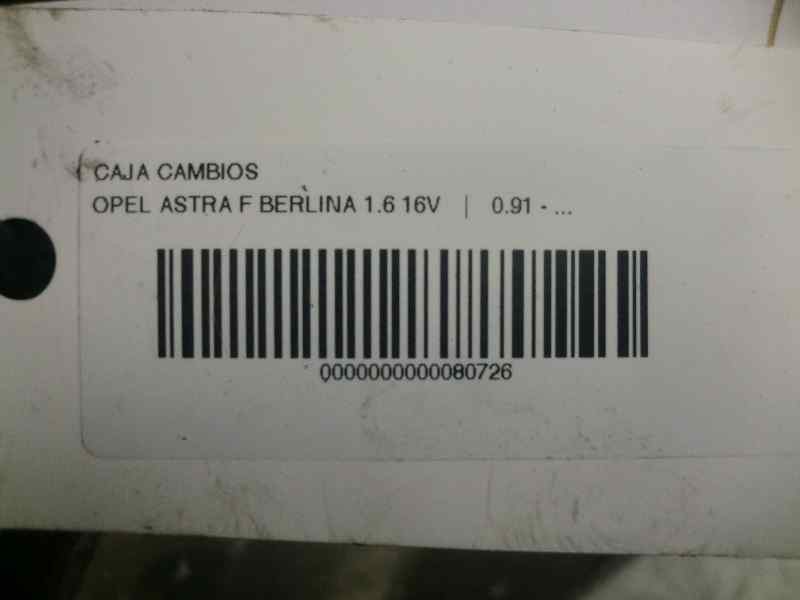 CAJA CAMBIOS
OPEL ASTRA F BERLINA 1.6 16V | 0.91 - ...
0000000000080726